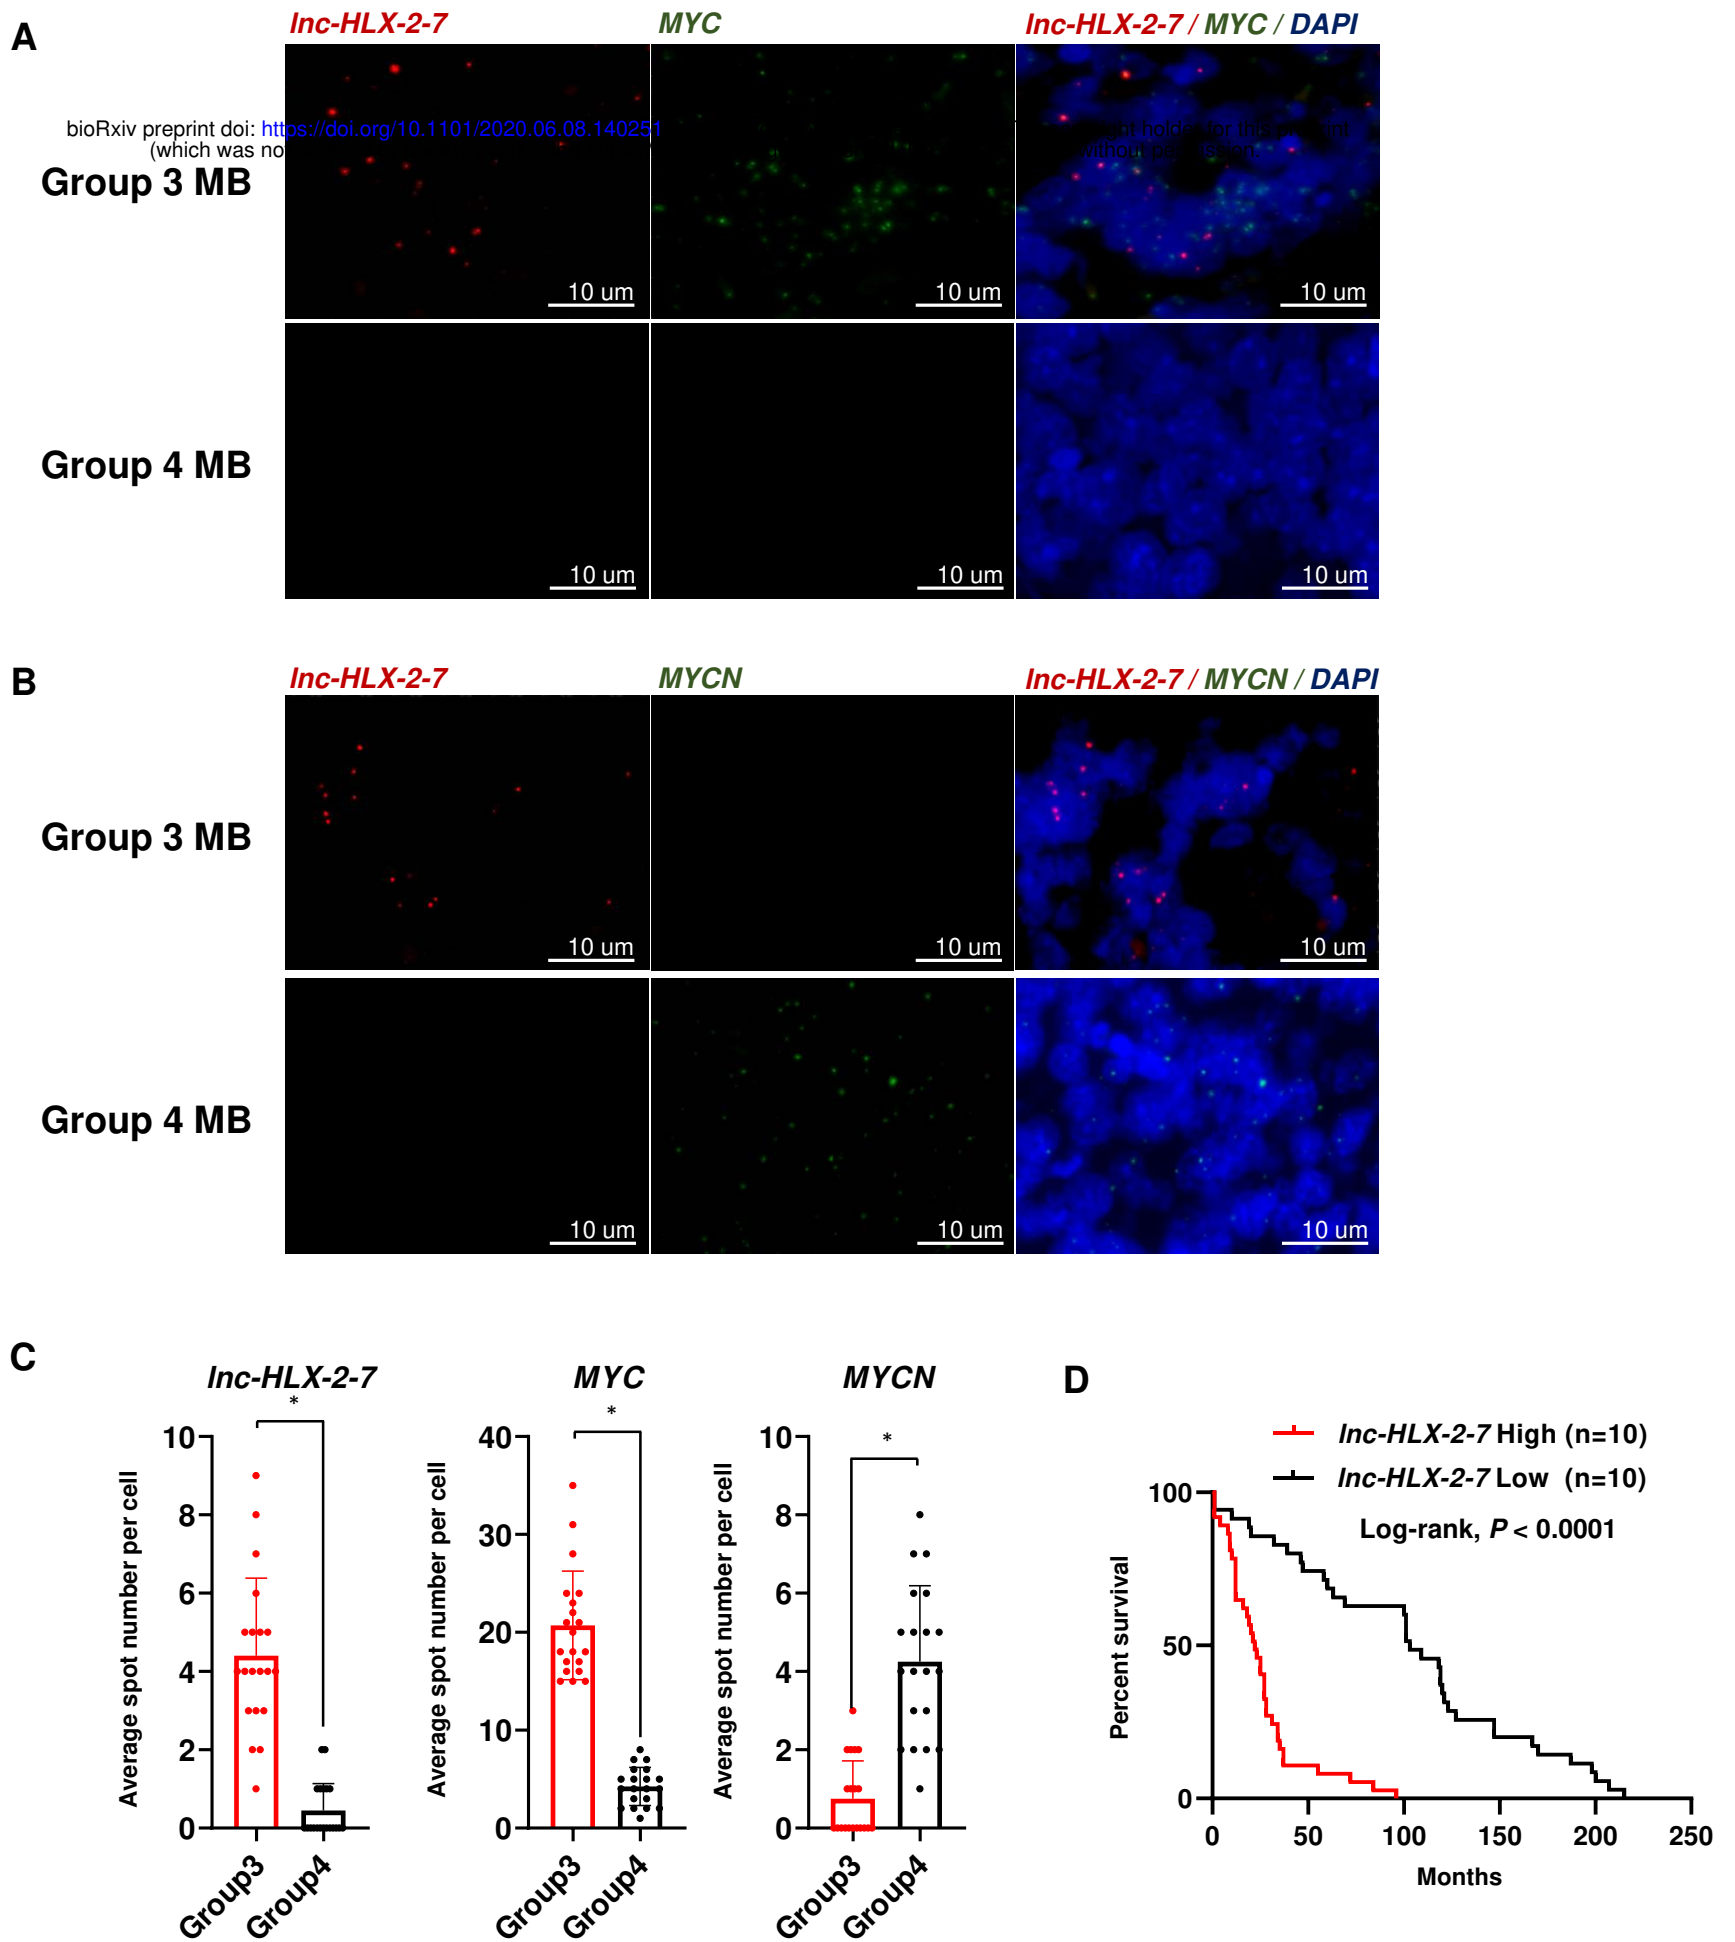 A
lnc-HLX-2-7
MYC
lnc-HLX-2-7 / MYC / DAPI
bioRxiv preprint doi: https://doi.org/10.1101/2020.06.08.140251
holder for this preprint
(which was no
without permission.
Group 3 MB
10 um
10 um
10 um
Group 4 MB
10 um
10 um
10 um
B
lnc-HLX-2-7
MYCN
lnc-HLX-2-7 / MYCN / DAPI
Group 3 MB
10 um
10 um
10 um
Group 4 MB
10 um
10 um
10 um
C
lnc-HLX-2-7
*
Average spot number per cell
10
8
6
4
2
0
Group3
Group4
MYC
*
Average spot number per cell
40
30
20
10
0
Group3
Group4
MYCN
*
Average spot number per cell
10
8
6
4
2
0
Group3
Group4
D
lnc-HLX-2-7 High (n=10)
lnc-HLX-2-7 Low (n=10)
Log-rank, P < 0.0001
Percent survival
100
50
0
0
50
100
150
200
250
Months